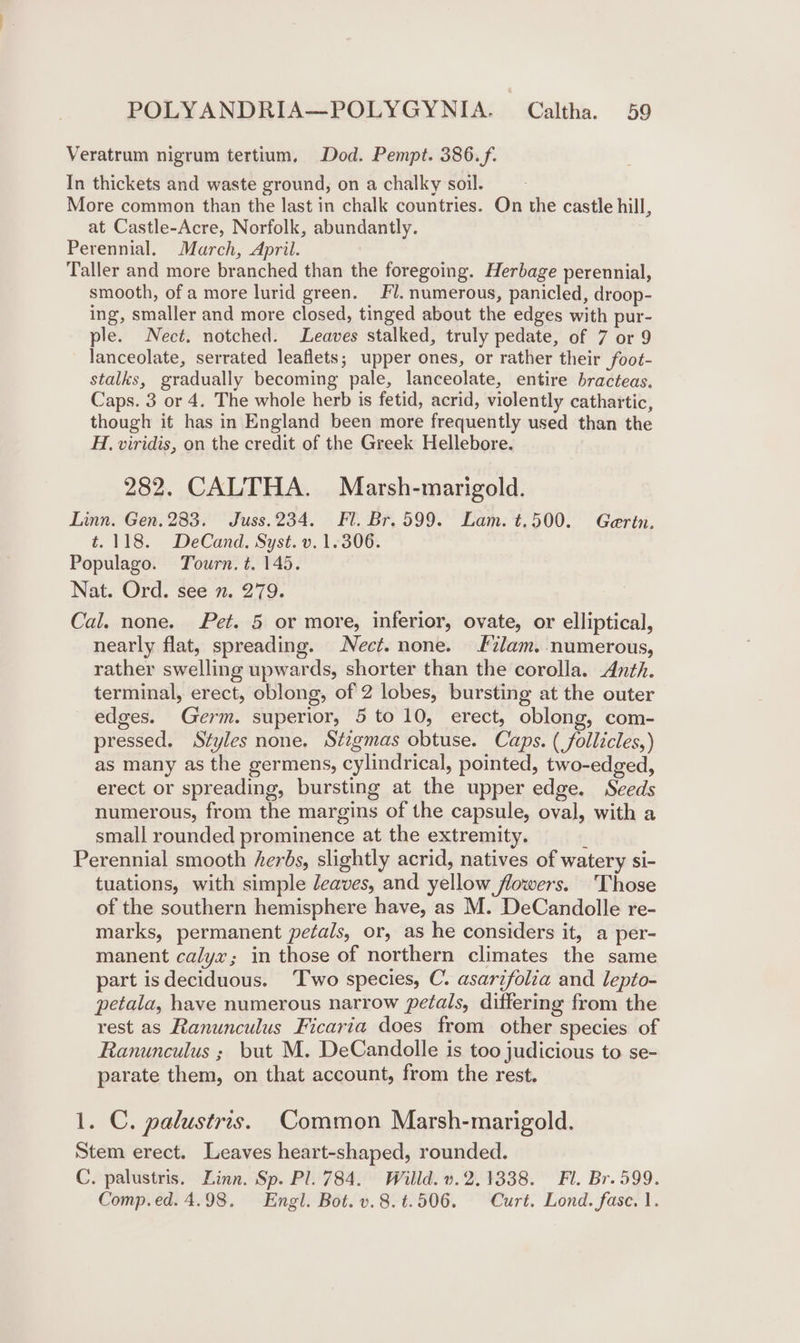 POLYANDRIA—POLYGYNIA. Caltha. 59
Veratrum nigrum tertium. Dod. Pempt. 386. f.
In thickets and waste ground, on a chalky soil.
More common than the last in chalk countries. On the castle hill,
at Castle-Acre, Norfolk, abundantly.
Perennial. March, April.
Taller and more branched than the foregoing. Herbage perennial,
smooth, of a more lurid green. Fl. numerous, panicled, droop-
ing, smaller and more closed, tinged about the edges with pur-
ple. Nect. notched. Leaves stalked, truly pedate, of 7 or 9
lanceolate, serrated leaflets; upper ones, or rather their foot-
stalks, gradually becoming pale, lanceolate, entire bracteas.
Caps. 3 or 4. The whole herb is fetid, acrid, violently cathartic,
though it has in England been more frequently used than the
H. viridis, on the credit of the Greek Hellebore.
282. CALTHA. Marsh-marigold.
Linn. Gen. 283. Juss. 234. Fl. Br. 599. Lam. t. 500. Gærtn.
t. 118. DeCand. Syst. v. 1. 306.
Populago. Tourn. t. 145.
Nat. Ord. see n. 279.
Cal. none. Pet. 5 or more, inferior, ovate, or elliptical,
nearly flat, spreading. Nect. none. Filam. numerous,
rather swelling upwards, shorter than the corolla. Anth.
terminal, erect, oblong, of 2 lobes, bursting at the outer
edges. Germ. superior, 5 to 10, erect, oblong, com-
pressed. Styles none. Stigmas obtuse. Caps. (follicles,)
as many as the germens, cylindrical, pointed, two-edged,
erect or spreading, bursting at the upper edge. Seeds
numerous, from the margins of the capsule, oval, with a
small rounded prominence at the extremity.
Perennial smooth herbs, slightly acrid, natives of watery si-
tuations, with simple leaves, and yellow flowers. Those
of the southern hemisphere have, as M. DeCandolle re-
marks, permanent petals, or, as he considers it, a per-
manent calyx; in those of northern climates the same
part is deciduous. Two species, C. asarifolia and lepto-
petala, have numerous narrow petals, differing from the
rest as Ranunculus Ficaria does from other species of
Ranunculus; but M. DeCandolle is too judicious to se-
parate them, on that account, from the rest.
1. C. palustris. Common Marsh-marigold.
Stem erect. Leaves heart-shaped, rounded.
C. palustris. Linn. Sp. Pl. 784. Willd. v. 2. 1338. Fl. Br. 599.
Comp. ed. 4. 98. Engl. Bot. v. 8. t. 506. Curt. Lond. fasc. 1.